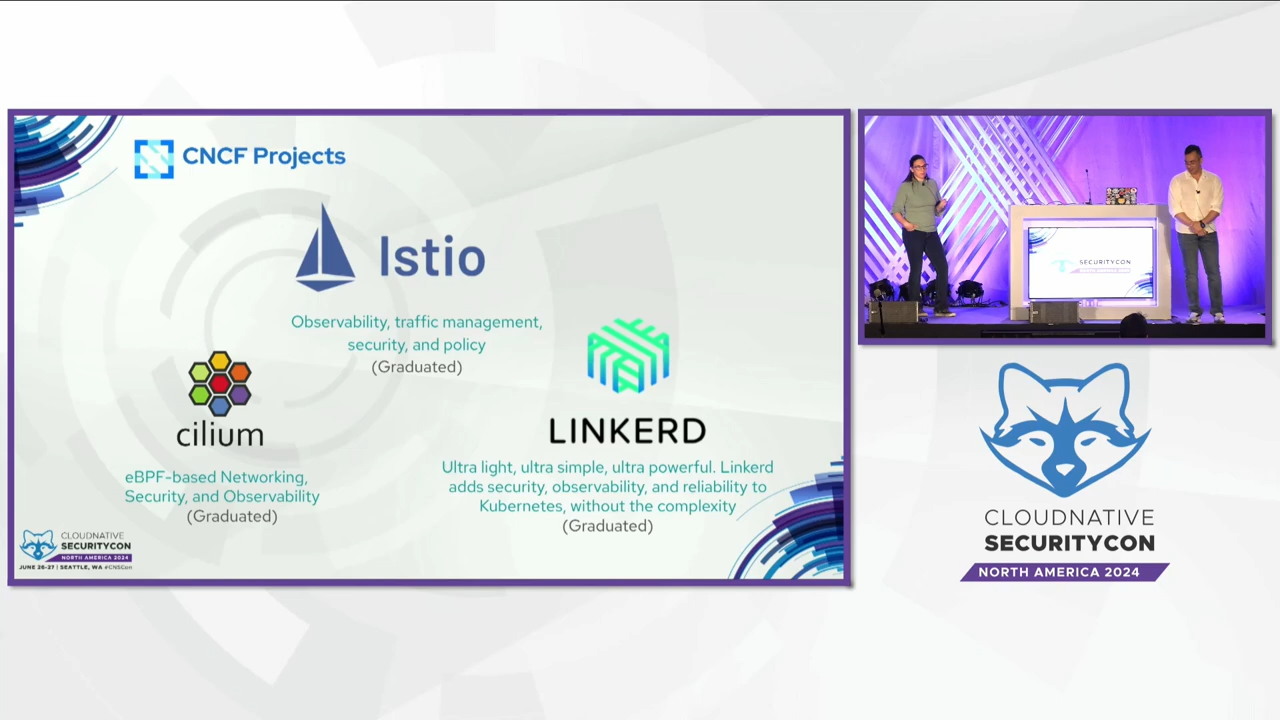 CNCF Projects
Istio
Observability, traffic management,
security, and policy
(Graduated)
cilium
eBPF-based Networking,
Security, and Observability
(Graduated)
LINKERD
Ultra light, ultra simple, ultra powerful. Linkerd
adds security, observability, and reliability to
Kubernetes, without the complexity
(Graduated)
CLOUDNATIVE
SECURITYCON
NORTH AMERICA 2024
JUNE 26-27 | SEATTLE, WA #CNSCon
SECURITYCON
CLOUDNATIVE
SECURITYCON
NORTH AMERICA 2024